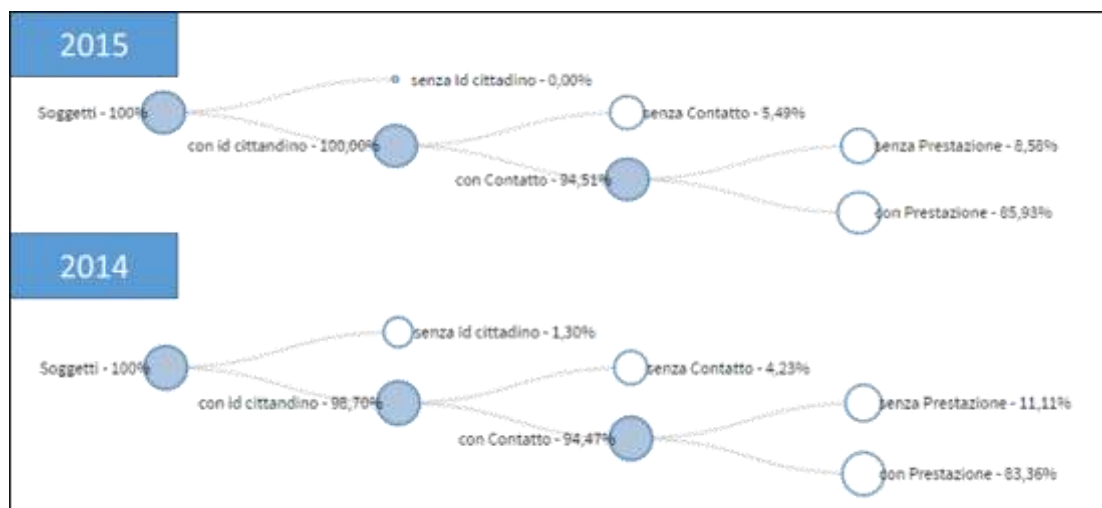 2015
senza Id cittadino - 0,00%
Soggetti - 100%
senza Contatto - 5,49%
con id cittandino - 100,00%
senza Prestazione - 8,58%
con Contatto - 94,51%
con Prestazione - 85,93%
2014
senza id cittadino - 1,30%
Soggetti - 100%
senza Contatto - 4,23%
con id cittandino - 98,70%
senza Prestazione - 11,11%
con Contatto - 94,47%
con Prestazione - 83,36%